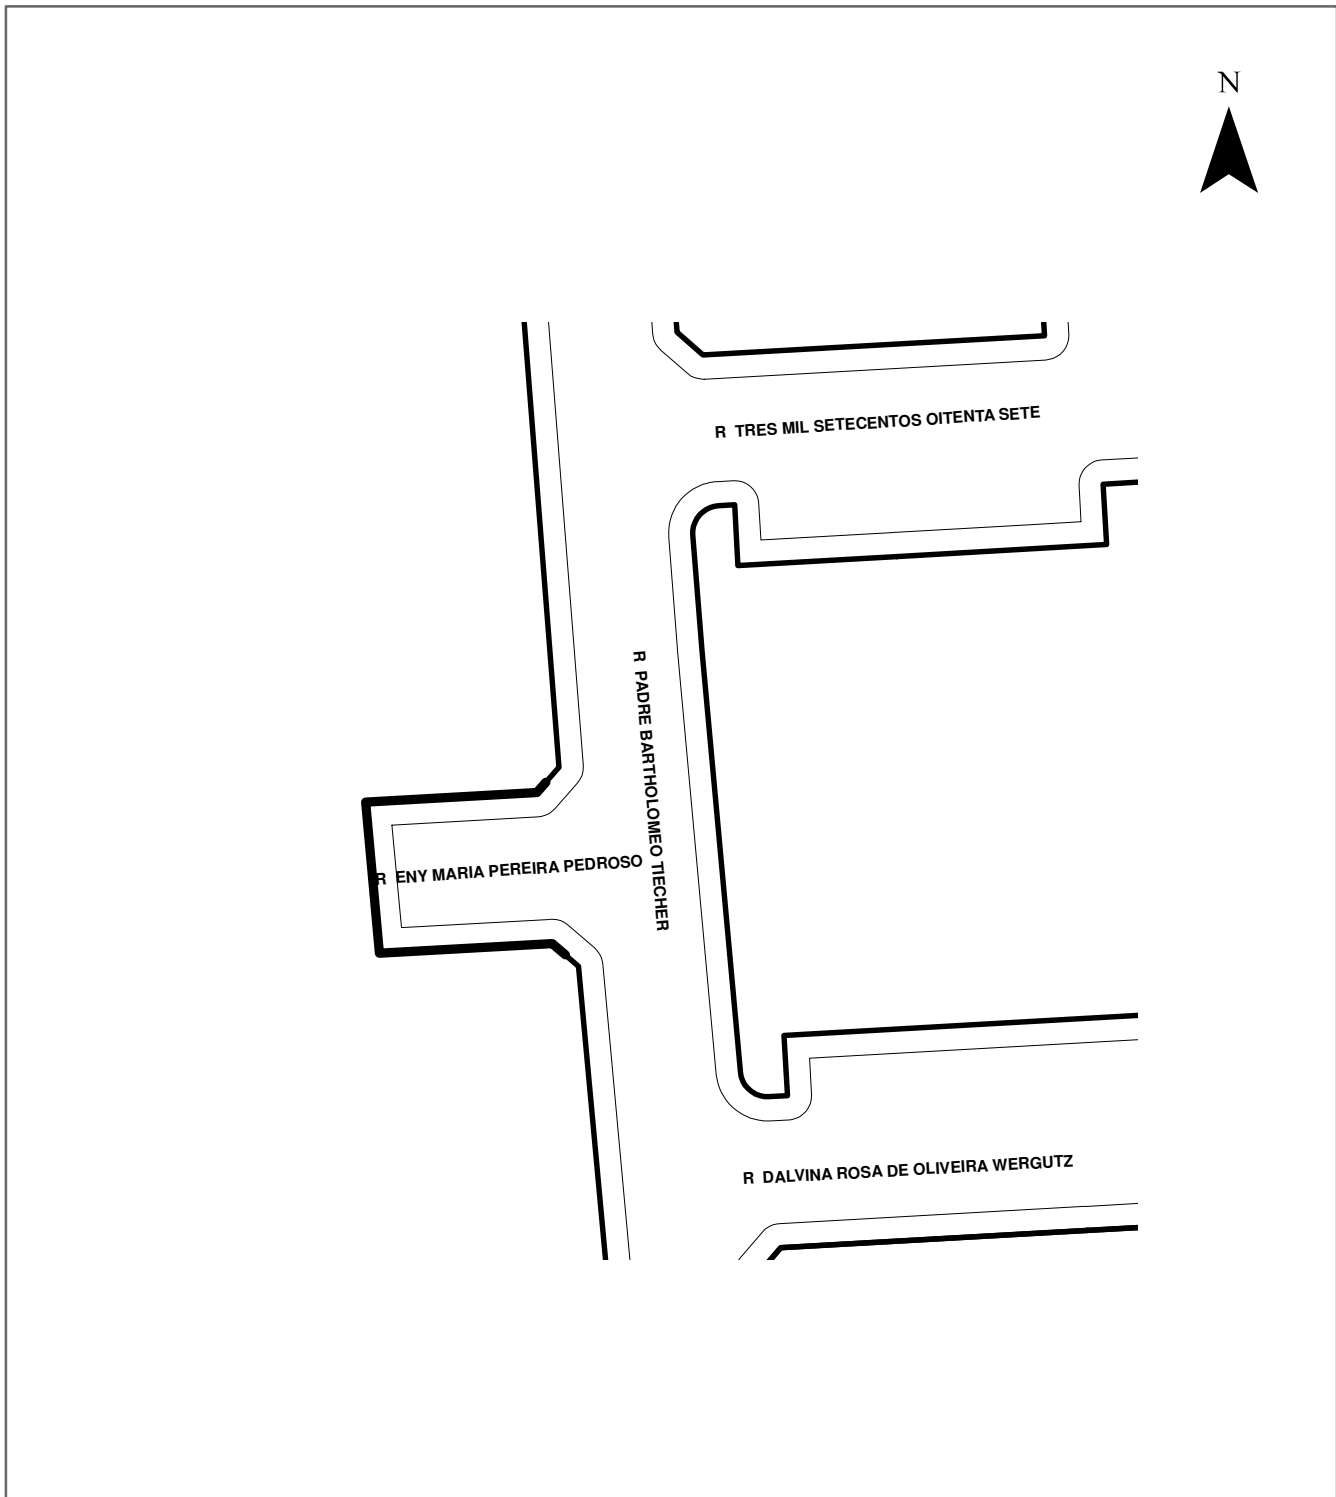 N
R TRES MIL SETECENTOS OITENTA SETE
R PADRE BARTHOLOMEO TIECHER
R ENY MARIA PEREIRA PEDROSO
R DALVINA ROSA DE OLIVEIRA WERGUTZ